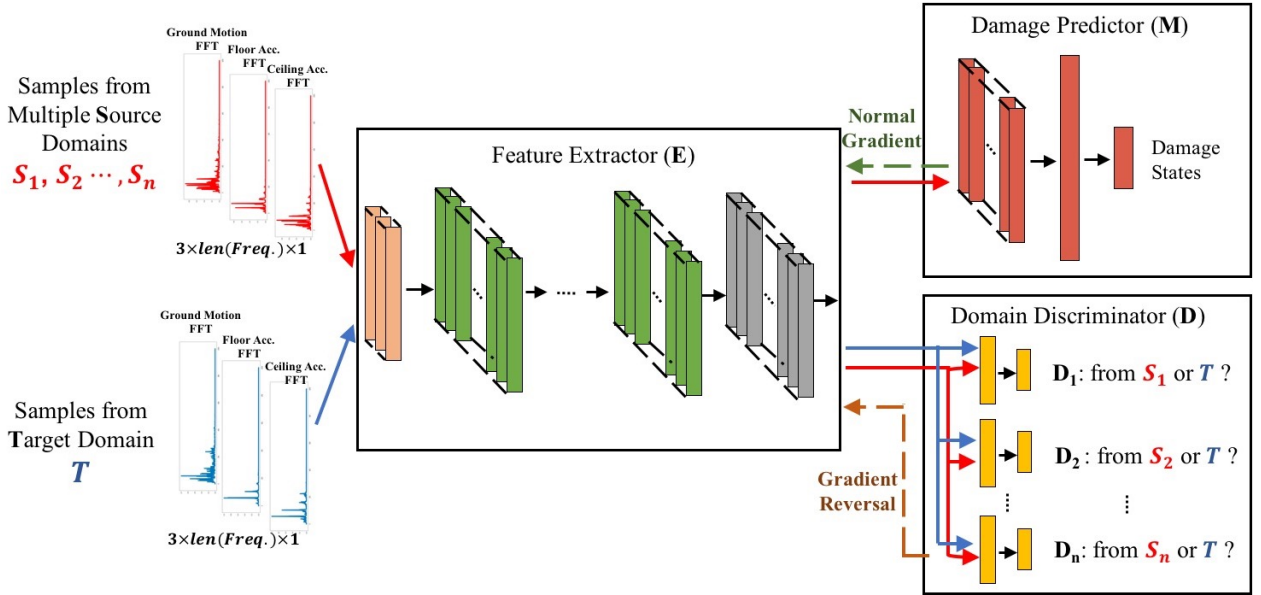 Ground Motion
FFT
Floor Acc.
FFT
Ceiling Acc.
FFT
Samples from
Multiple Source
Domains
S₁, S₂ ⋯, Sₙ
3×len(Freq.)×1
Ground Motion
FFT
Floor Acc.
FFT
Ceiling Acc.
FFT
Samples from
Target Domain
T
3×len(Freq.)×1
Feature Extractor (E)
Normal
Gradient
Damage Predictor (M)
Damage
States
Gradient
Reversal
Domain Discriminator (D)
D₁: from S₁ or T ?
D₂ : from S₂ or T ?
Dₙ: from Sₙ or T ?